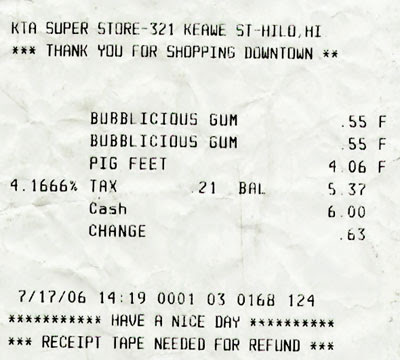 KTA SUPER STORE-321 KEAWE ST-HILO,HI
*** THANK YOU FOR SHOPPING DOWNTOWN **
BUBBLICIOUS GUM .55 F
BUBBLICIOUS GUM .55 F
PIG FEET 4.06 F
4.1666% TAX .21 BAL 5.37
Cash 6.00
CHANGE .63
7/17/06 14:19 0001 03 0168 124
*********** HAVE A NICE DAY **********
*** RECEIPT TAPE NEEDED FOR REFUND ***